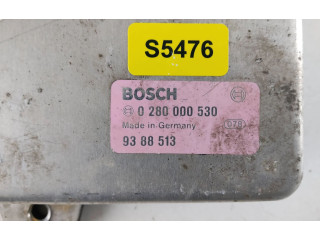 S5476
BOSCH
0 280 000 530
Made in Germany
93 88 513